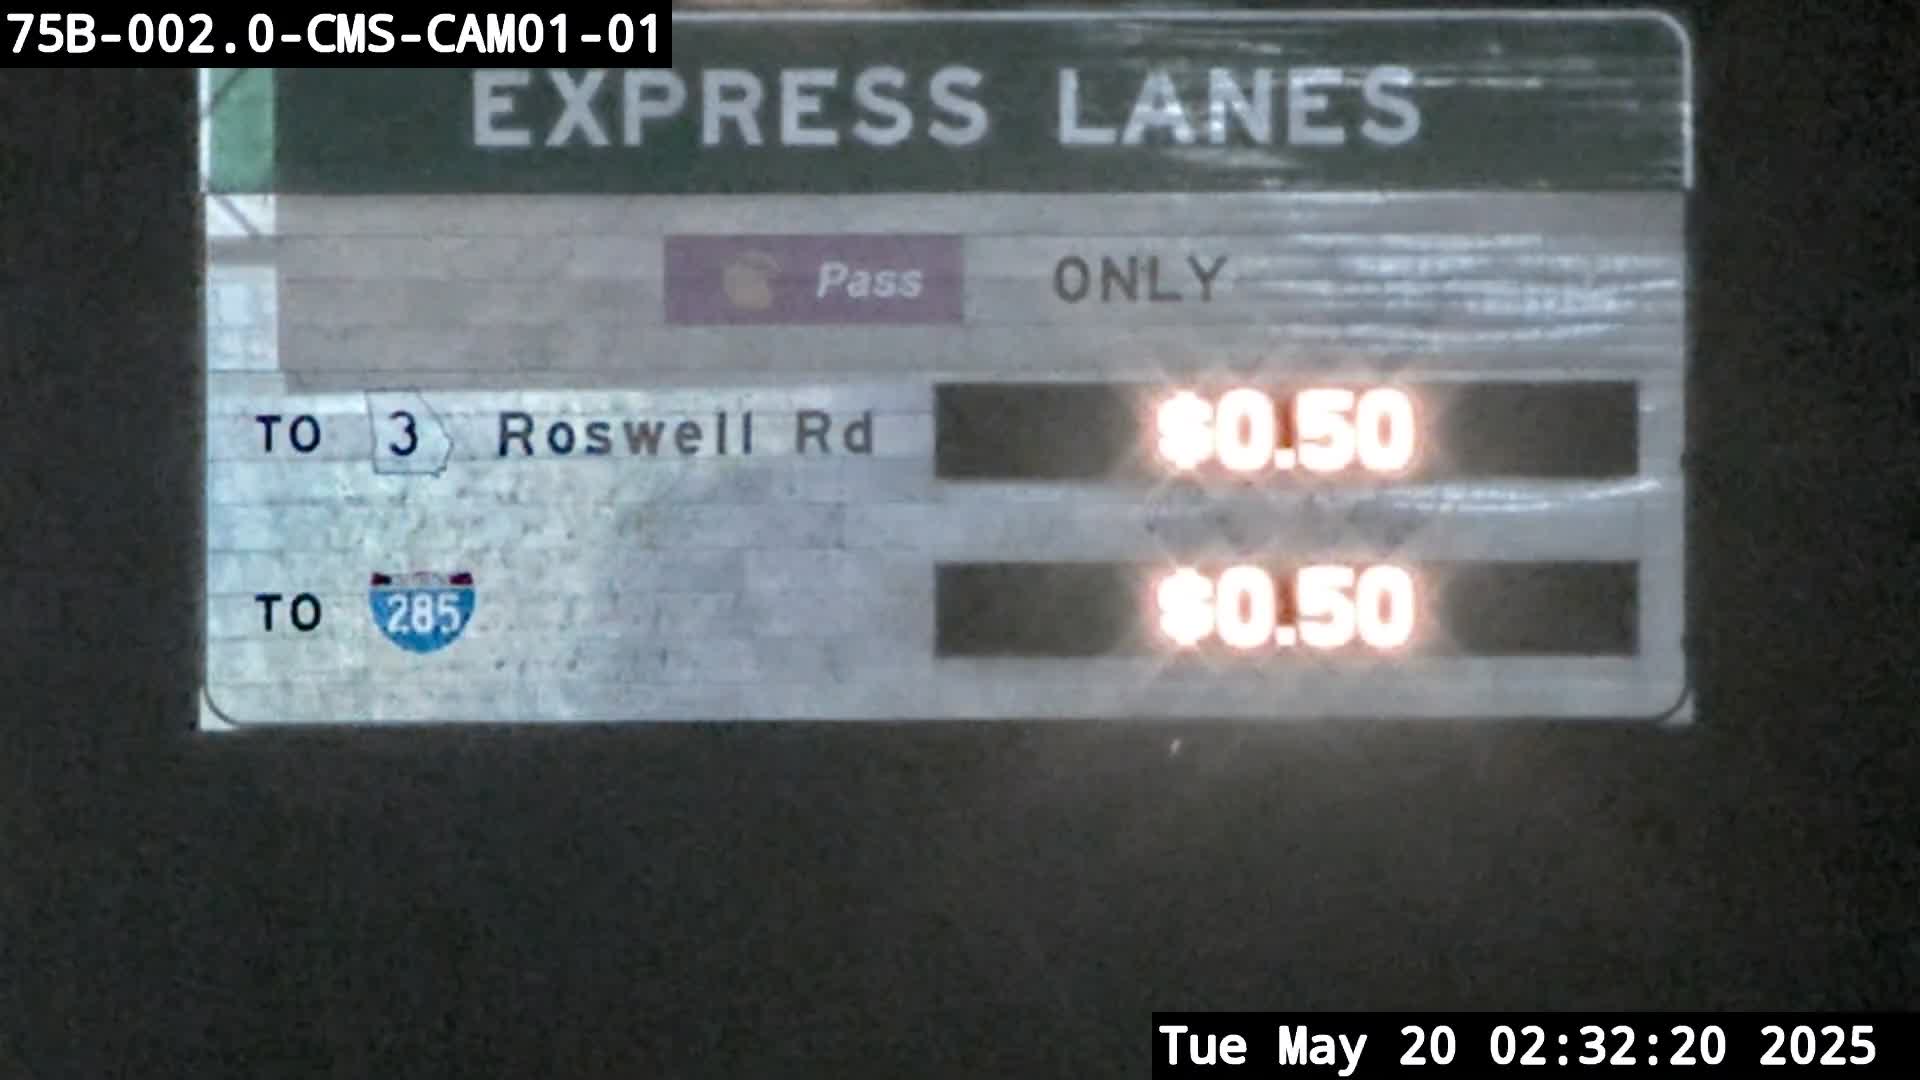 75B-002.0-CMS-CAM01-01
EXPRESS LANES
Pass ONLY
TO 3 Roswell Rd $0.50
TO 285 $0.50
Tue May 20 02:32:20 2025